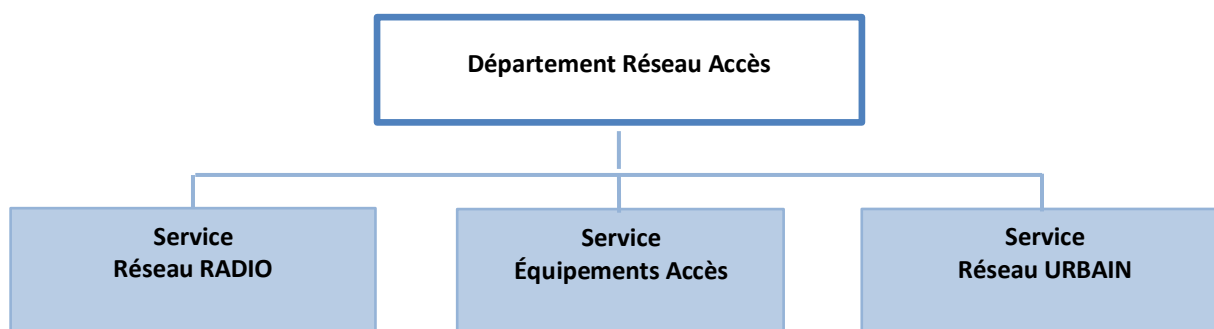 Département Réseau Accès
Service
Réseau RADIO
Service
Équipements Accès
Service
Réseau URBAIN